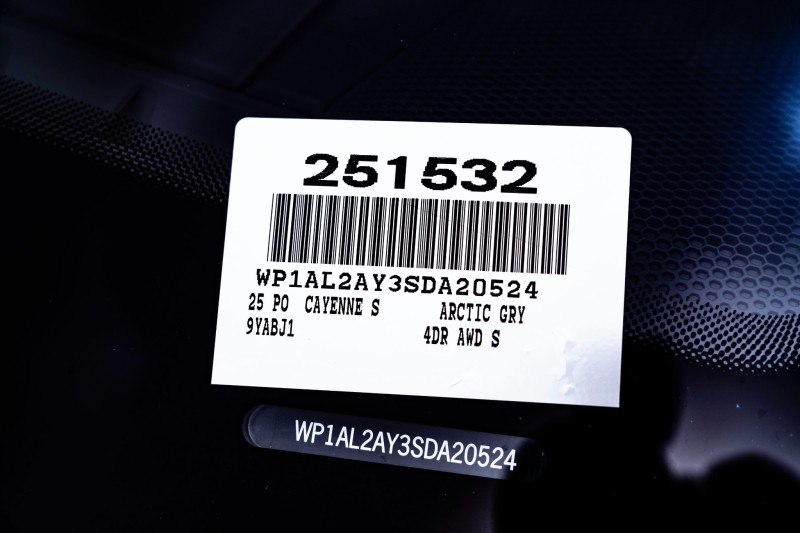 251532
WP1AL2AY3SDA20524
25 PO CAYENNE S ARCTIC GRY
9YABJ1 4DR AWD S
WP1AL2AY3SDA20524